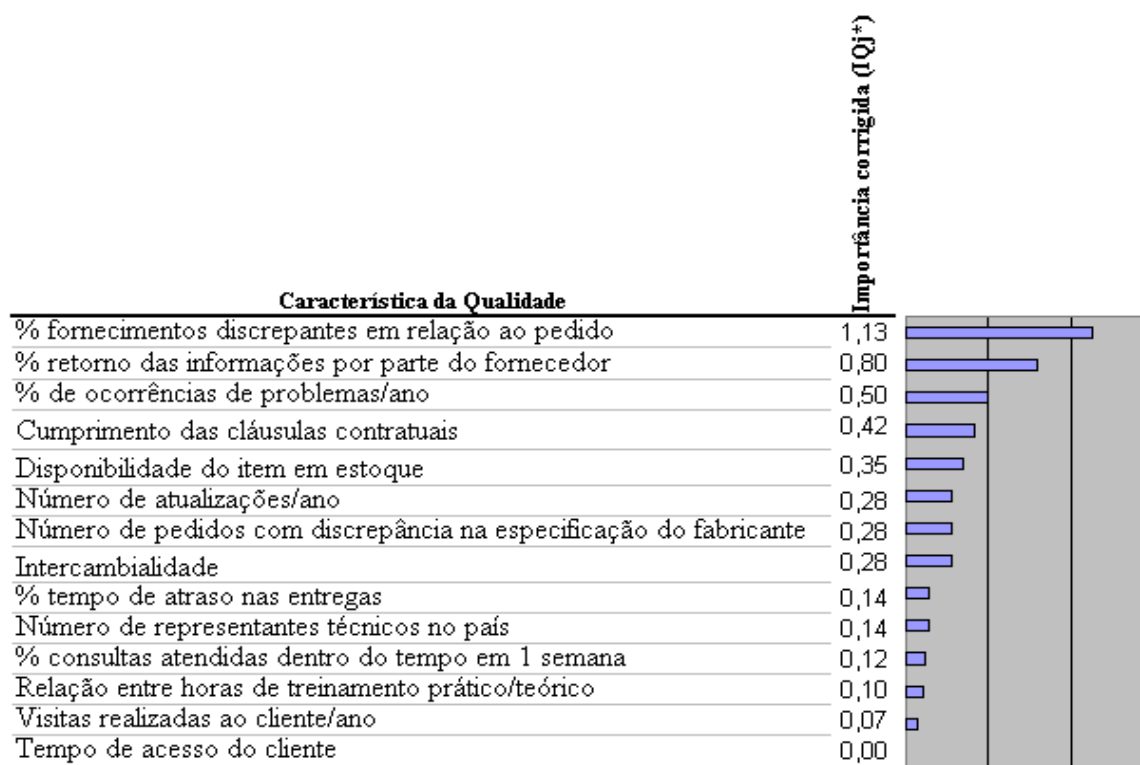 Importância corrigida (IQj*)
Característica da Qualidade
% fornecimentos discrepantes em relação ao pedido 1,13
% retorno das informações por parte do fornecedor 0,80
% de ocorrências de problemas/ano 0,50
Cumprimento das cláusulas contratuais 0,42
Disponibilidade do item em estoque 0,35
Número de atualizações/ano 0,28
Número de pedidos com discrepância na especificação do fabricante 0,28
Intercambialidade 0,28
% tempo de atraso nas entregas 0,14
Número de representantes técnicos no país 0,14
% consultas atendidas dentro do tempo em 1 semana 0,12
Relação entre horas de treinamento prático/teórico 0,10
Visitas realizadas ao cliente/ano 0,07
Tempo de acesso do cliente 0,00